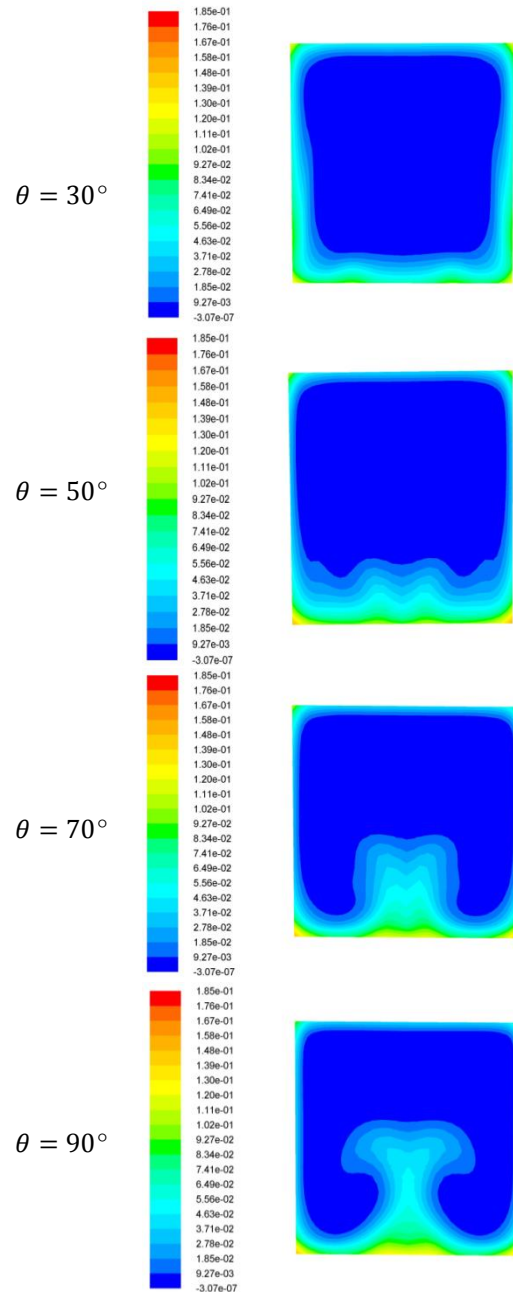 1.85e-01
1.76e-01
1.67e-01
1.58e-01
1.48e-01
1.39e-01
1.30e-01
1.20e-01
1.11e-01
1.02e-01
9.27e-02
8.34e-02
7.41e-02
6.49e-02
5.56e-02
4.63e-02
3.71e-02
2.78e-02
1.85e-02
9.27e-03
-3.07e-07
θ = 30°
1.85e-01
1.76e-01
1.67e-01
1.58e-01
1.48e-01
1.39e-01
1.30e-01
1.20e-01
1.11e-01
1.02e-01
9.27e-02
8.34e-02
7.41e-02
6.49e-02
5.56e-02
4.63e-02
3.71e-02
2.78e-02
1.85e-02
9.27e-03
-3.07e-07
θ = 50°
1.85e-01
1.76e-01
1.67e-01
1.58e-01
1.48e-01
1.39e-01
1.30e-01
1.20e-01
1.11e-01
1.02e-01
9.27e-02
8.34e-02
7.41e-02
6.49e-02
5.56e-02
4.63e-02
3.71e-02
2.78e-02
1.85e-02
9.27e-03
-3.07e-07
θ = 70°
1.85e-01
1.76e-01
1.67e-01
1.58e-01
1.48e-01
1.39e-01
1.30e-01
1.20e-01
1.11e-01
1.02e-01
9.27e-02
8.34e-02
7.41e-02
6.49e-02
5.56e-02
4.63e-02
3.71e-02
2.78e-02
1.85e-02
9.27e-03
-3.07e-07
θ = 90°